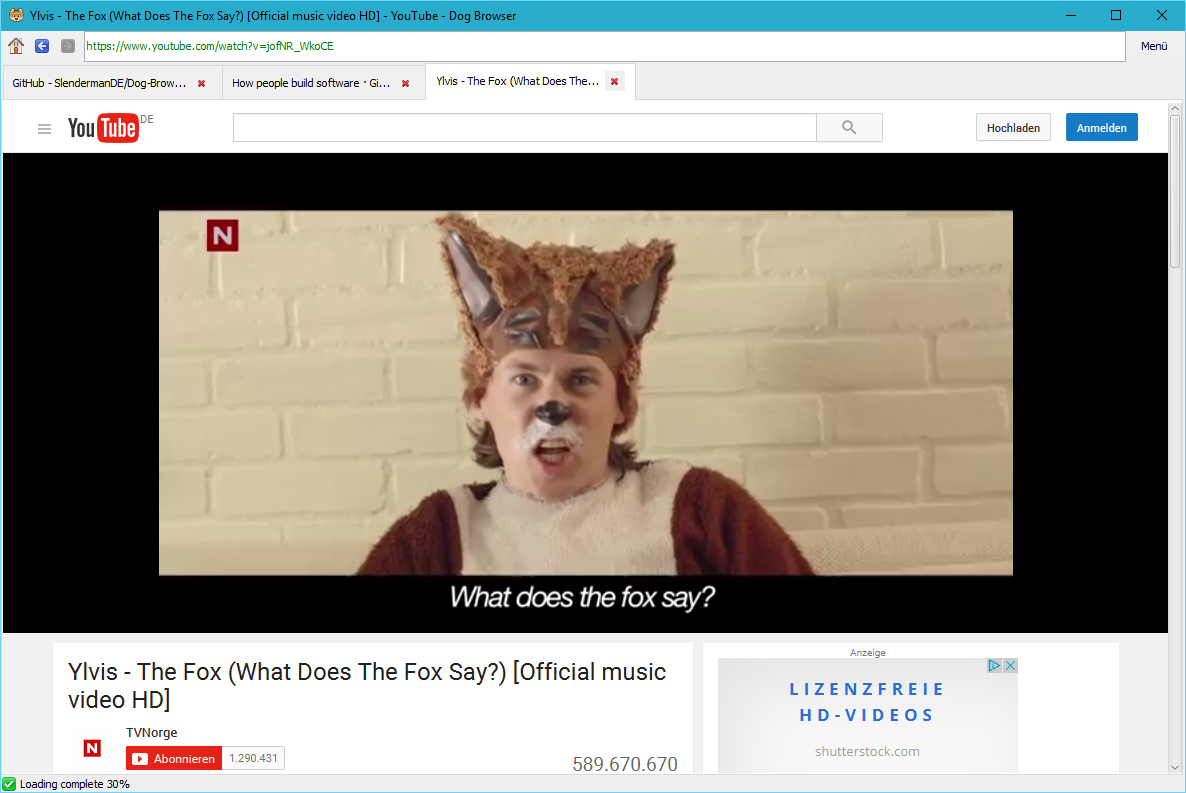 Ylvis - The Fox (What Does The Fox Say?) [Official music video HD] - YouTube - Dog Browser
https://www.youtube.com/watch?v=jofNR_WkoCE
Menü
GitHub - SlendermanDE/Dog-Brow...
How people build software · Gi...
Ylvis - The Fox (What Does The...
YouTube DE
Hochladen
Anmelden
N
What does the fox say?
Ylvis - The Fox (What Does The Fox Say?) [Official music
video HD]
N
TVNorge
Abonnieren
1.290.431
589.670.670
Anzeige
LIZENZFREIE
HD-VIDEOS
shutterstock.com
Loading complete 30%